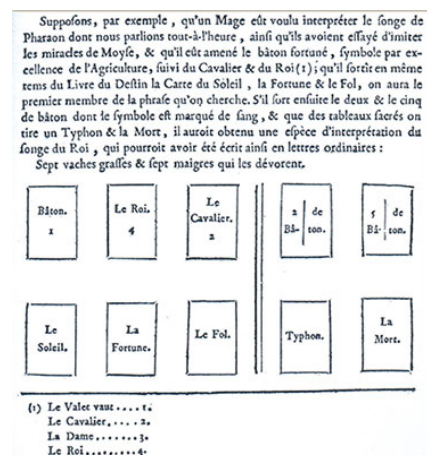 Suppoſons, par exemple, qu'un Mage eût voulu interpréter le ſonge de
Pharaon dont nous parlions tout-à-l'heure, ainſi qu'ils avoient eſſayé d'imiter
les miracles de Moyſe, & qu'il eût amené le bâton fortuné, ſymbole par ex-
cellence de l'Agriculture, ſuivi du Cavalier & du Roi (1); qu'il ſortît en même
tems du Livre du Deſtin la Carte du Soleil, la Fortune & le Fol, on aura le
premier membre de la phraſe qu'on cherche. S'il ſort enſuite le deux & le cinq
de bâton dont le ſymbole eſt marqué de ſang, & que des tableaux ſacrés on
tire un Typhon & la Mort, il auroit obtenu une eſpèce d'interprétation du
ſonge du Roi, qui pourroit avoir été écrit ainſi en lettres ordinaires :
Sept vaches graſſes & ſept maigres qui les dévorent.
Bâton.
1
Le Roi.
4
Le
Cavalier.
2
2 de
Bâ- ton.
5 de
Bâ- ton.
Le
Soleil.
La
Fortune.
Le Fol.
Typhon.
La
Mort.
(1) Le Valet vaut .... 1.
Le Cavalier..... 2.
La Dame....... 3.
Le Roi......... 4.